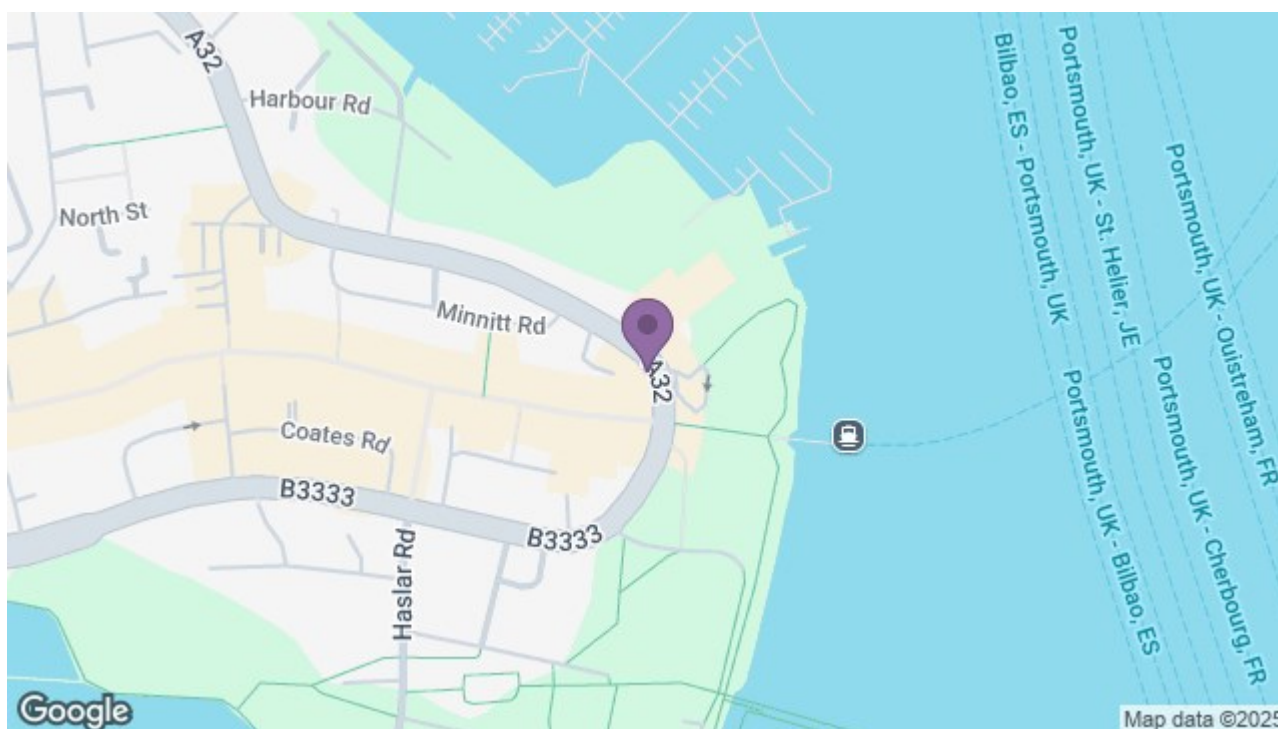 A32
Harbour Rd
North St
Minnitt Rd
A32
Coates Rd
B3333
B3333
Haslar Rd
Bilbao, ES - Portsmouth, UK
Portsmouth, UK - St. Helier, JE
Portsmouth, UK - Ouistreham, FR
Portsmouth, UK - Bilbao, ES
Portsmouth, UK - Cherbourg, FR
Google
Map data ©2025